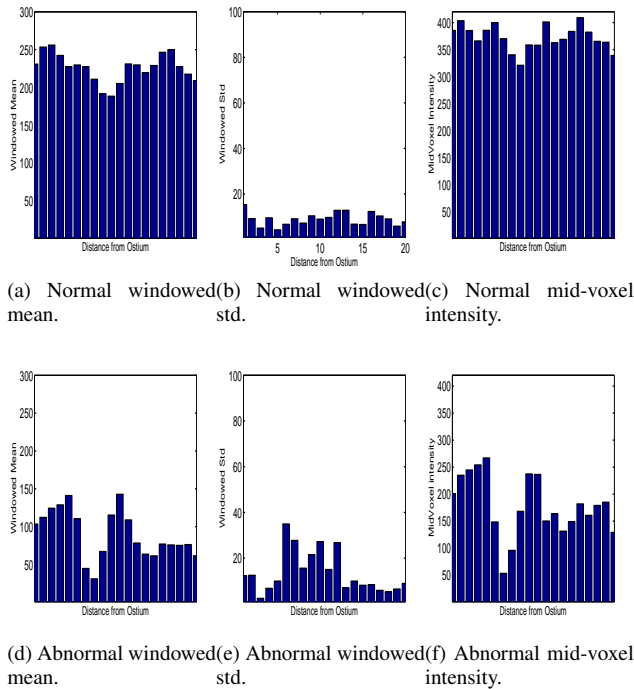 300
250
200
150
100
50
Windowed Mean
Distance from Ostium
100
80
60
40
20
Windowed Std
5 10 15 20
Distance from Ostium
400
350
300
250
200
150
100
50
MidVoxel Intensity
Distance from Ostium
(a) Normal windowed mean.
(b) Normal windowed std.
(c) Normal mid-voxel intensity.
300
250
200
150
100
50
Windowed Mean
Distance from Ostium
100
80
60
40
20
Windowed Std
Distance from Ostium
400
350
300
250
200
150
100
50
MidVoxel Intensity
Distance from Ostium
(d) Abnormal windowed mean.
(e) Abnormal windowed std.
(f) Abnormal mid-voxel intensity.